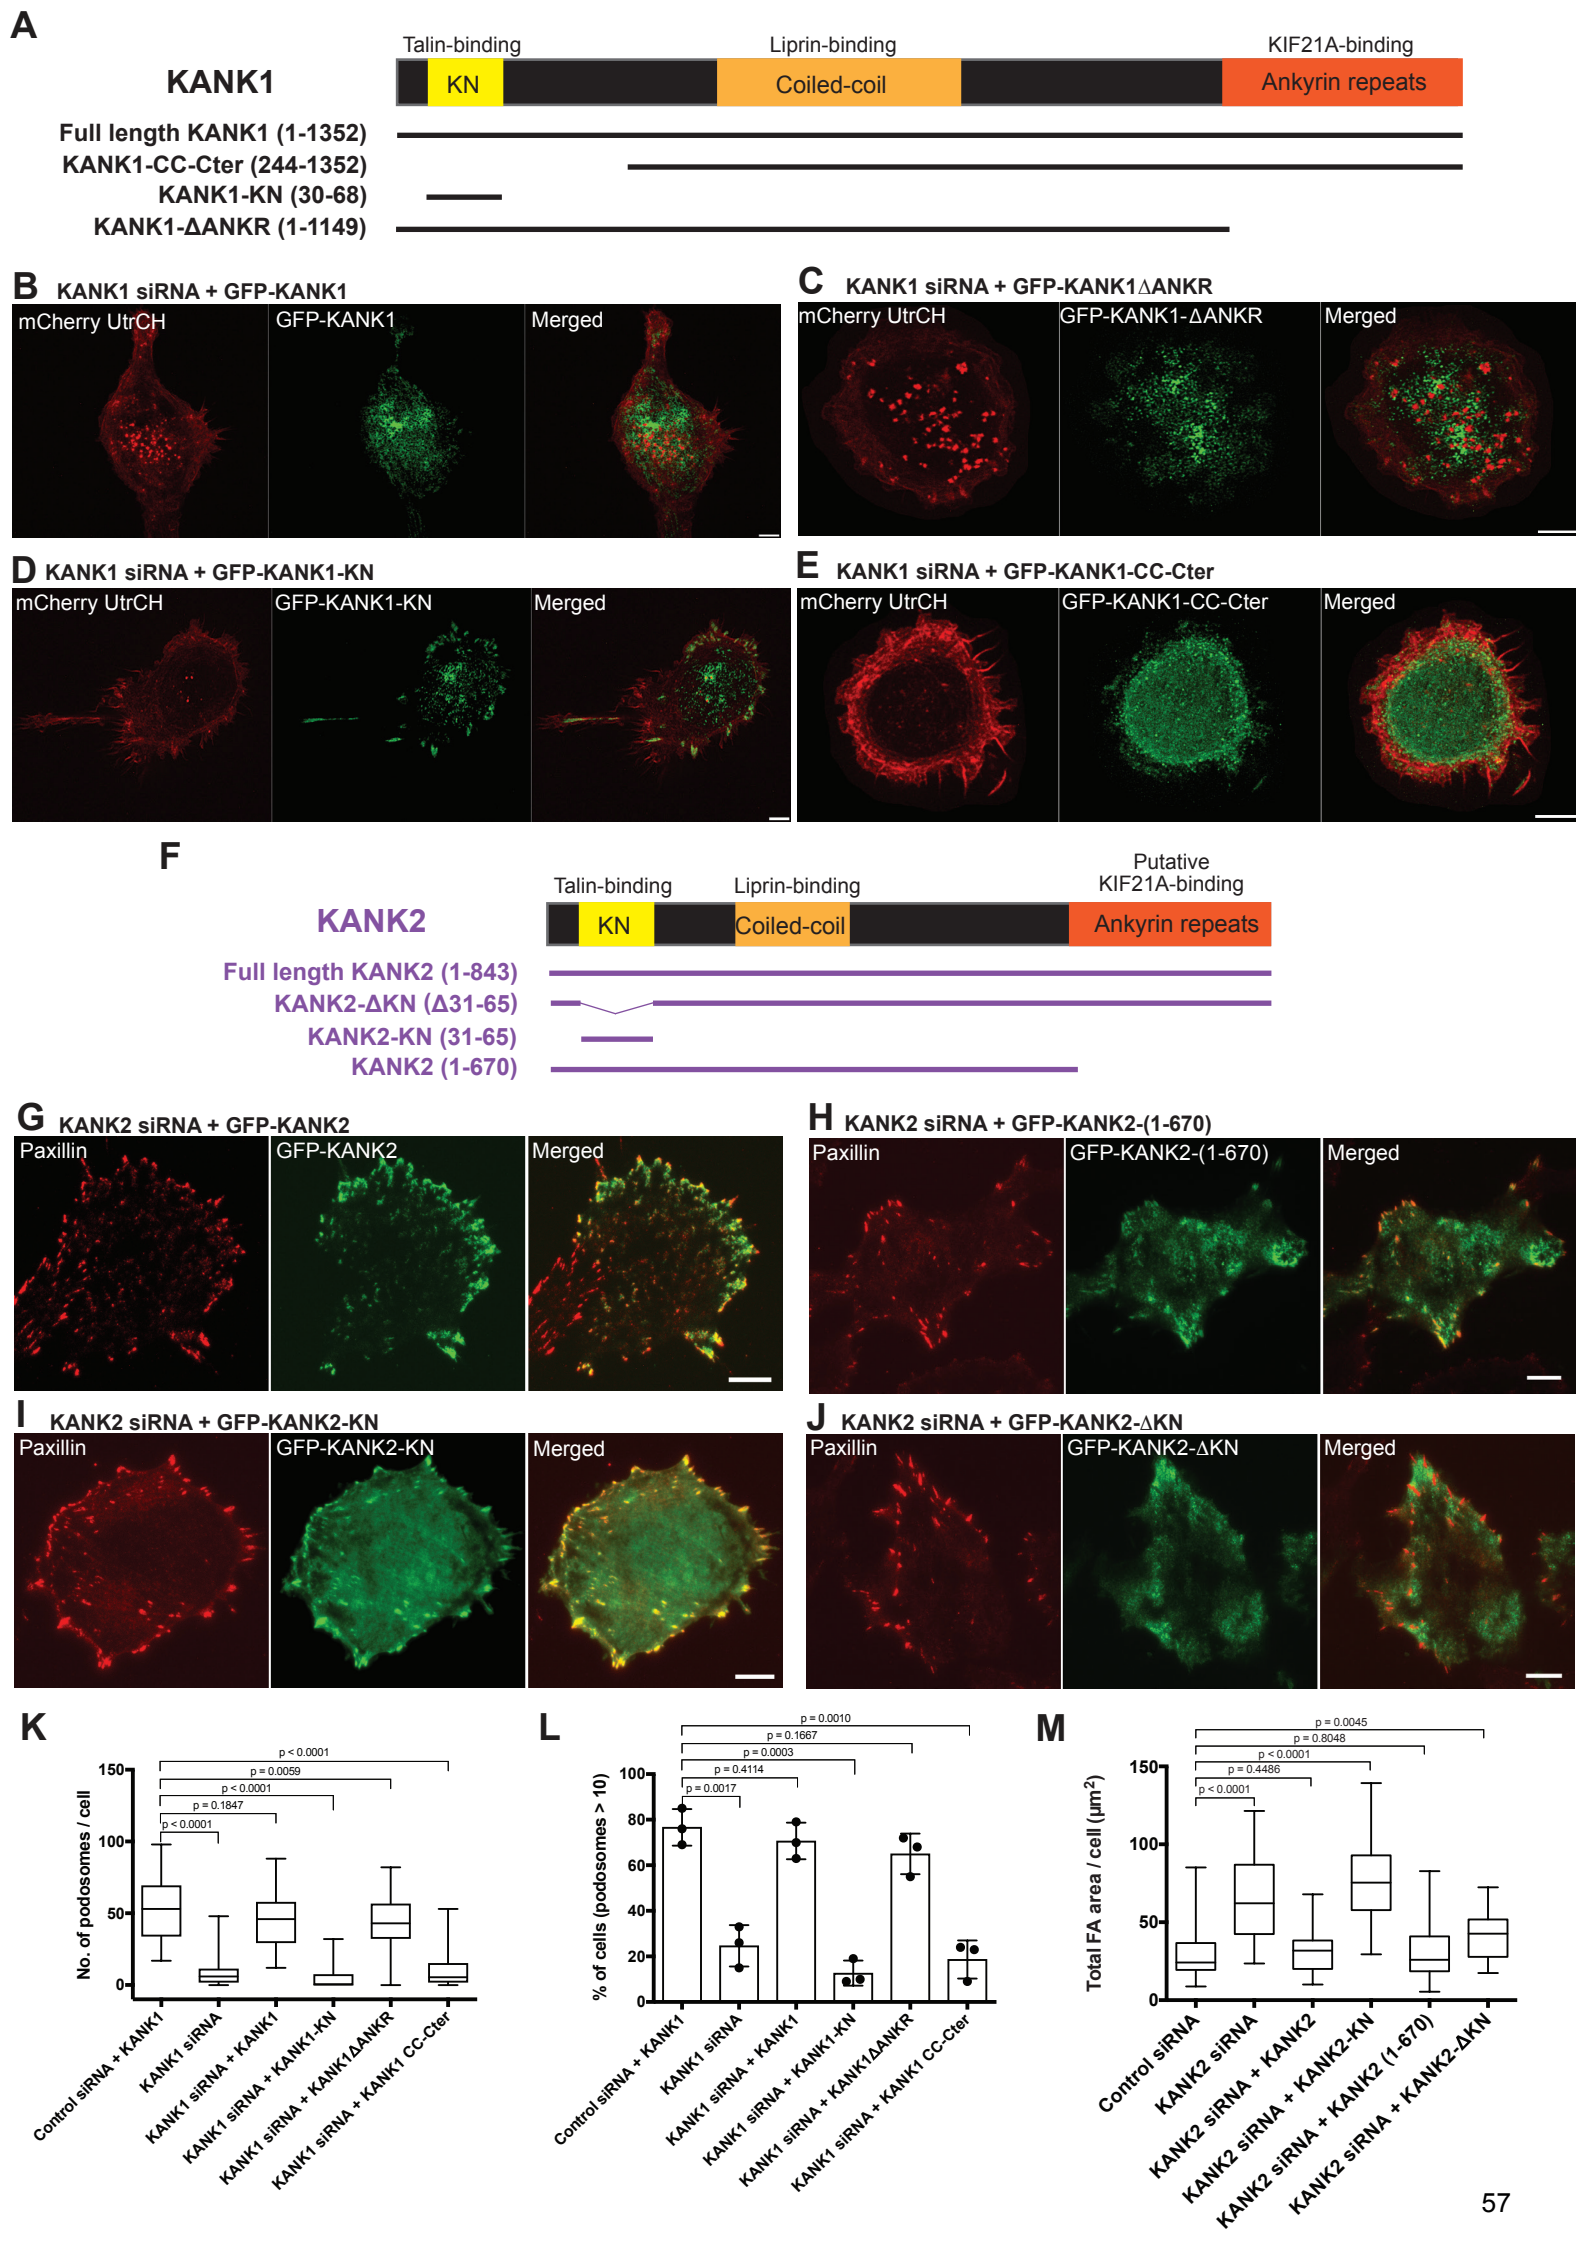 A
Talin-binding Liprin-binding KIF21A-binding
KANK1 KN Coiled-coil Ankyrin repeats
Full length KANK1 (1-1352)
KANK1-CC-Cter (244-1352)
KANK1-KN (30-68)
KANK1-ΔANKR (1-1149)
B KANK1 siRNA + GFP-KANK1
mCherry UtrCH GFP-KANK1 Merged
C KANK1 siRNA + GFP-KANK1ΔANKR
mCherry UtrCH GFP-KANK1-ΔANKR Merged
D KANK1 siRNA + GFP-KANK1-KN
mCherry UtrCH GFP-KANK1-KN Merged
E KANK1 siRNA + GFP-KANK1-CC-Cter
mCherry UtrCH GFP-KANK1-CC-Cter Merged
F
Talin-binding Liprin-binding Putative
KIF21A-binding
KANK2 KN Coiled-coil Ankyrin repeats
Full length KANK2 (1-843)
KANK2-ΔKN (Δ31-65)
KANK2-KN (31-65)
KANK2 (1-670)
G KANK2 siRNA + GFP-KANK2
Paxillin GFP-KANK2 Merged
H KANK2 siRNA + GFP-KANK2-(1-670)
Paxillin GFP-KANK2-(1-670) Merged
I KANK2 siRNA + GFP-KANK2-KN
Paxillin GFP-KANK2-KN Merged
J KANK2 siRNA + GFP-KANK2-ΔKN
Paxillin GFP-KANK2-ΔKN Merged
K
p < 0.0001
p = 0.0059
p < 0.0001
p = 0.1847
p < 0.0001
No. of podosomes / cell
150
100
50
0
Control siRNA + KANK1
KANK1 siRNA
KANK1 siRNA + KANK1
KANK1 siRNA + KANK1-KN
KANK1 siRNA + KANK1ΔANKR
KANK1 siRNA + KANK1 CC-Cter
L
p = 0.0010
p = 0.1667
p = 0.0003
p = 0.4114
p = 0.0017
% of cells (podosomes > 10)
100
80
60
40
20
0
Control siRNA + KANK1
KANK1 siRNA
KANK1 siRNA + KANK1
KANK1 siRNA + KANK1-KN
KANK1 siRNA + KANK1ΔANKR
KANK1 siRNA + KANK1 CC-Cter
M
p = 0.0045
p = 0.8048
p < 0.0001
p = 0.4486
p < 0.0001
Total FA area / cell (µm²)
150
100
50
0
Control siRNA
KANK2 siRNA
KANK2 siRNA + KANK2
KANK2 siRNA + KANK2-KN
KANK2 siRNA + KANK2 (1-670)
KANK2 siRNA + KANK2-ΔKN
57